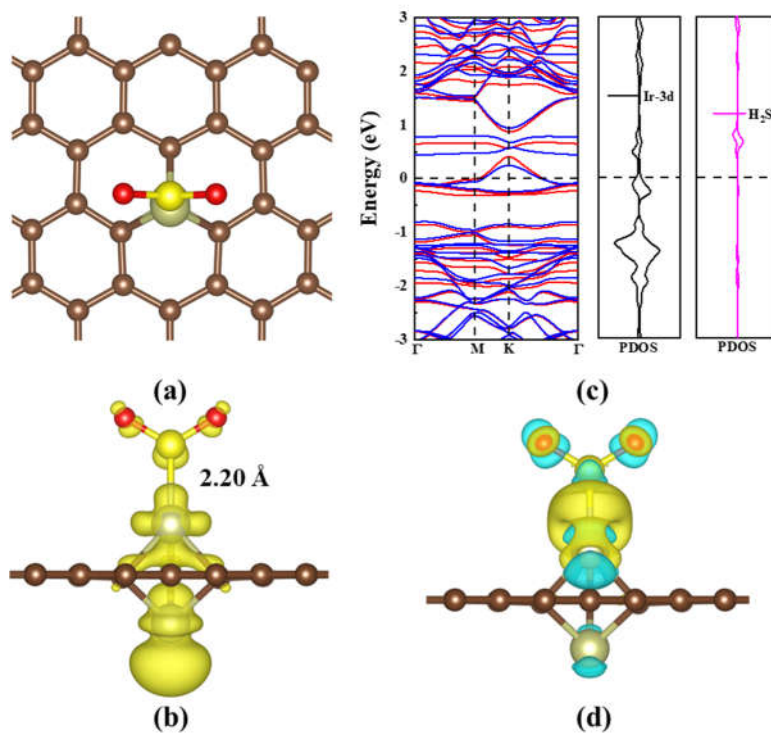 (a)
Energy (eV)
3
2
1
0
-1
-2
-3
Γ M K Γ
Ir-3d
PDOS
H₂S
PDOS
(c)
2.20 Å
(b)
(d)